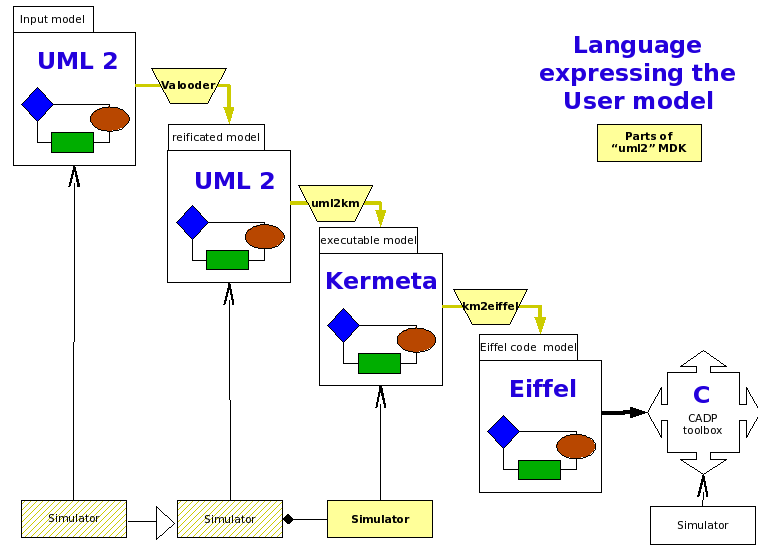 Input model
UML 2
Valooder
Language
expressing the
User model
Parts of
“uml2” MDK
reificated model
UML 2
uml2km
executable model
Kermeta
km2eiffel
Eiffel code model
Eiffel
C
CADP
toolbox
Simulator
Simulator
Simulator
Simulator